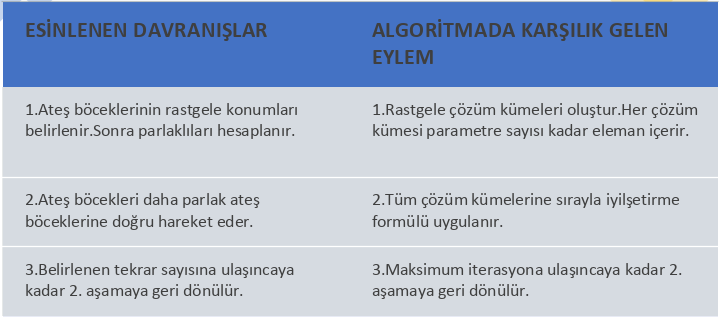 ESİNLENEN DAVRANIŞLAR
ALGORİTMADA KARŞILIK GELEN
EYLEM
1.Ateş böceklerinin rastgele konumları
belirlenir.Sonra parlaklıları hesaplanır.
1.Rastgele çözüm kümeleri oluştur.Her çözüm
kümesi parametre sayısı kadar eleman içerir.
2.Ateş böcekleri daha parlak ateş
böceklerine doğru hareket eder.
2.Tüm çözüm kümelerine sırayla iyilşetirme
formülü uygulanır.
3.Belirlenen tekrar sayısına ulaşıncaya
kadar 2. aşamaya geri dönülür.
3.Maksimum iterasyona ulaşıncaya kadar 2.
aşamaya geri dönülür.